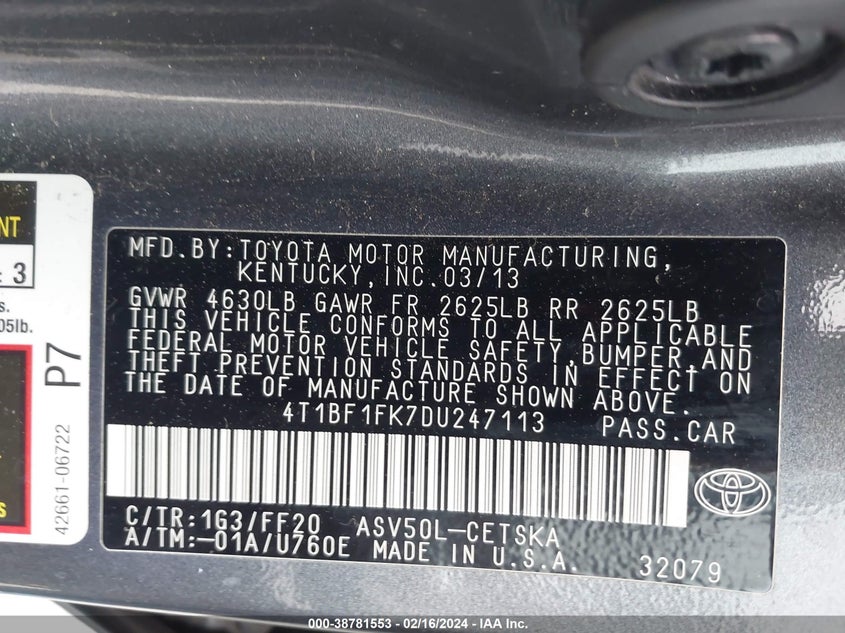 NT
: 3
s.
05lb.
P7
42661-06722
s
MFD.BY:TOYOTA MOTOR MANUFACTURING,
KENTUCKY,INC.03/13
GVWR 4630LB GAWR FR 2625LB RR 2625LB
THIS VEHICLE CONFORMS TO ALL APPLICABLE
FEDERAL MOTOR VEHICLE SAFETY,BUMPER,AND
THEFT PREVENTION STANDARDS IN EFFECT ON
THE DATE OF MANUFACTURE SHOWN ABOVE.
4T1BF1FK7DU247113 PASS.CAR
C/TR:1G3/FF20 ASV50L-CETSKA
A/TM:-01A/U760E MADE IN U.S.A. 32079
000-38781553 - 02/16/2024 - IAA Inc.